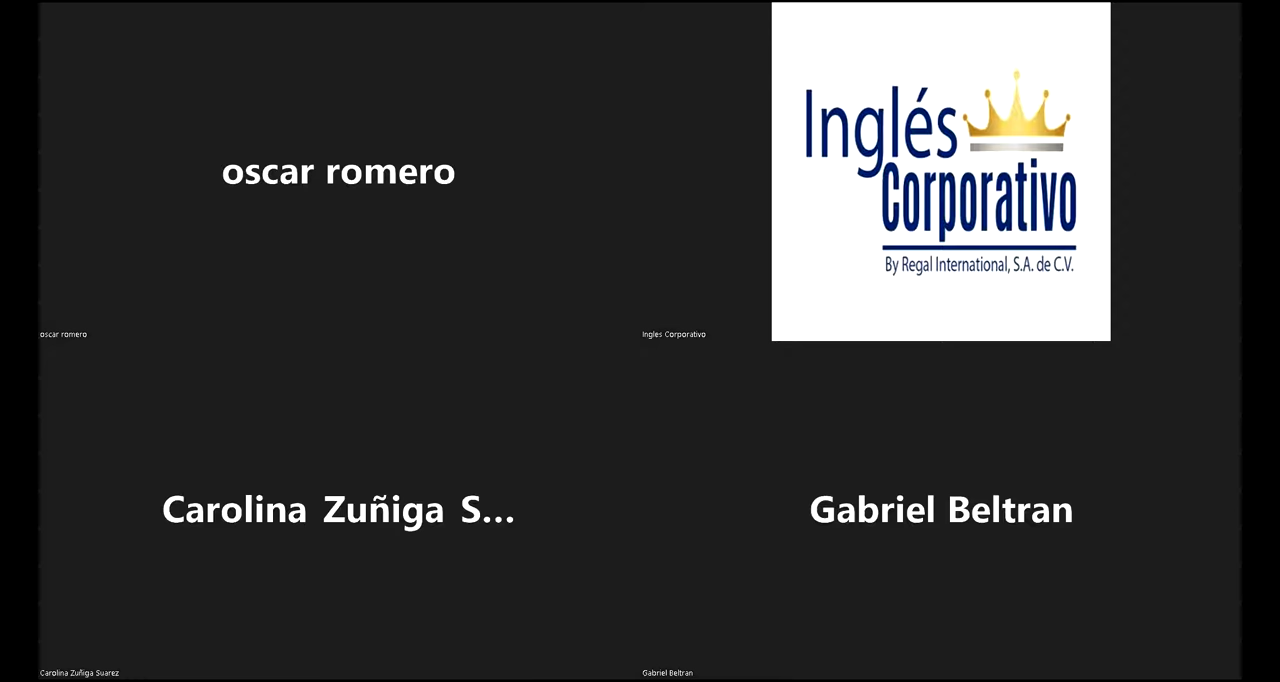 oscar romero
oscar romero
Inglés
Corporativo
By Regal International, S.A. de C.V.
Ingles Corporativo
Carolina Zuñiga S...
Carolina Zuñiga Suarez
Gabriel Beltran
Gabriel Beltran